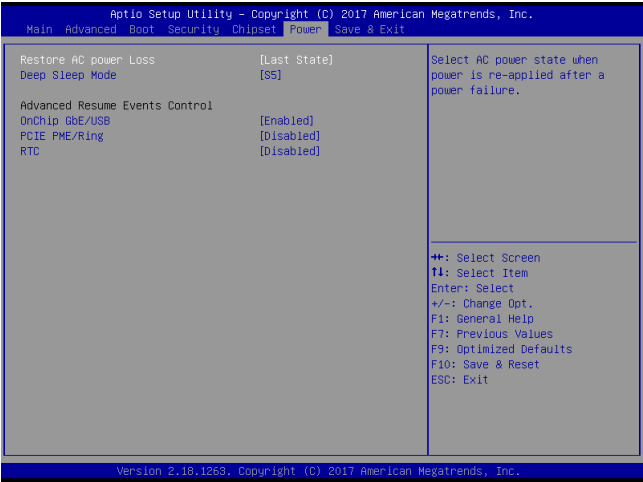 Aptio Setup Utility – Copyright (C) 2017 American Megatrends, Inc.
Main Advanced Boot Security Chipset Power Save & Exit
Restore AC power Loss [Last State]
Deep Sleep Mode [S5]
Advanced Resume Events Control
OnChip GbE/USB [Enabled]
PCIE PME/Ring [Disabled]
RTC [Disabled]
Select AC power state when
power is re-applied after a
power failure.
→←: Select Screen
↑↓: Select Item
Enter: Select
+/-: Change Opt.
F1: General Help
F7: Previous Values
F9: Optimized Defaults
F10: Save & Reset
ESC: Exit
Version 2.18.1263. Copyright (C) 2017 American Megatrends, Inc.